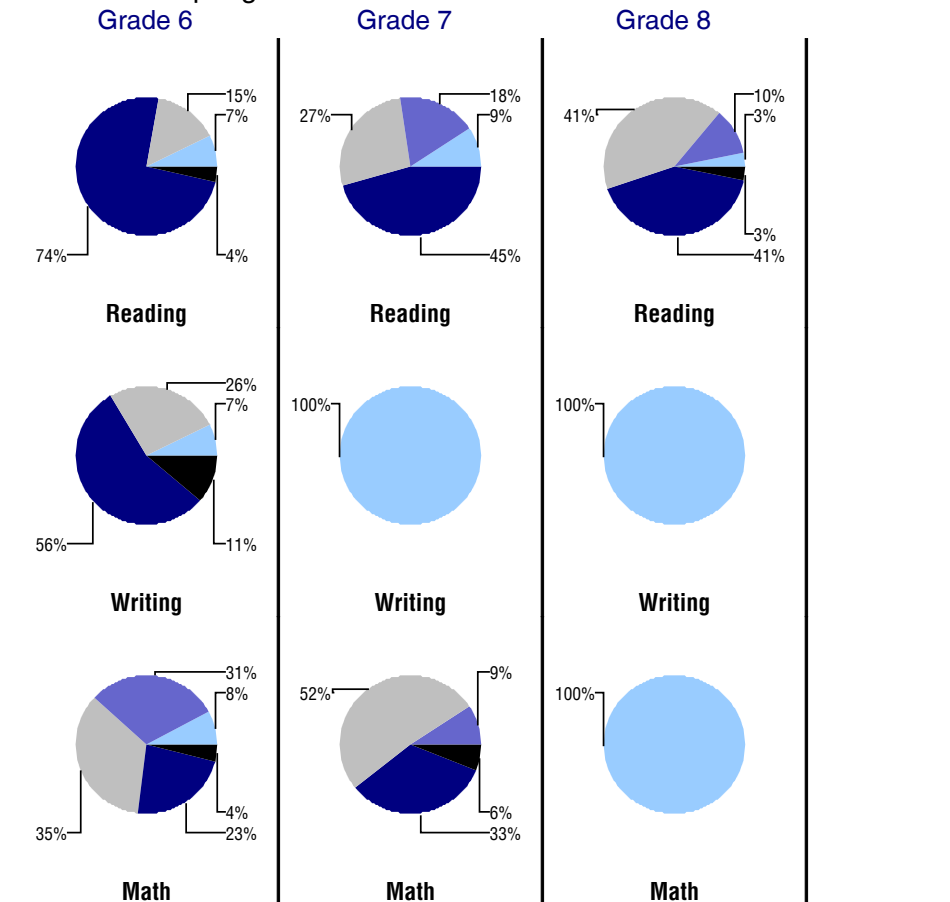 Grade 6 Grade 7 Grade 8
15% 18% 10%
7% 27% 9% 41% 3%
3%
74% 4% 45% 41%
Reading Reading Reading
26%
7% 100% 100%
56% 11%
Writing Writing Writing
31% 9%
8% 52% 100%
4% 6%
35% 23% 33%
Math Math Math